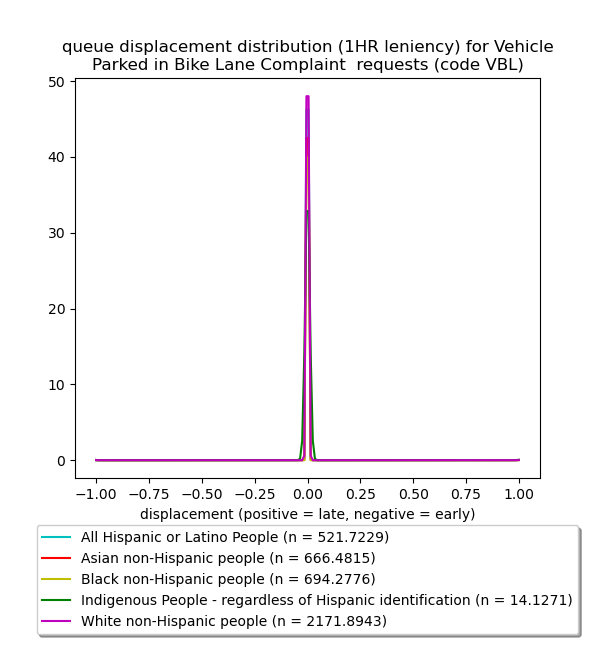 queue displacement distribution (1HR leniency) for Vehicle
Parked in Bike Lane Complaint  requests (code VBL)
50
40
30
20
10
0
−1.00 −0.75 −0.50 −0.25 0.00 0.25 0.50 0.75 1.00
displacement (positive = late, negative = early)
All Hispanic or Latino People (n = 521.7229)
Asian non-Hispanic people (n = 666.4815)
Black non-Hispanic people (n = 694.2776)
Indigenous People - regardless of Hispanic identification (n = 14.1271)
White non-Hispanic people (n = 2171.8943)